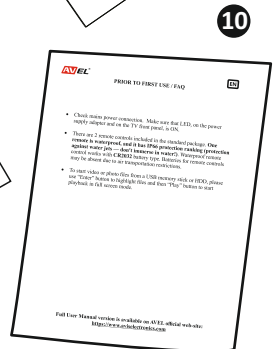 10
AVEL®
PRIOR TO FIRST USE / FAQ
EN
• Check mains power connection. Make sure that LED, on the power
supply adapter and on the TV front panel, is ON.
• There are 2 remote controls included in the standard package. One
remote is waterproof, and it has IP66 protection ranking (protection
against water jets — don't immerse in water!). Waterproof remote
control works with CR2032 battery type. Batteries for remote controls
may be absent due to air transportation restrictions.
• To start video or photo files from a USB memory stick or HDD, please
use "Enter" button to highlight files and then "Play" button to start
playback in full screen mode.
Full User Manual version is available on AVEL official web-site:
https://www.aviselectronics.com